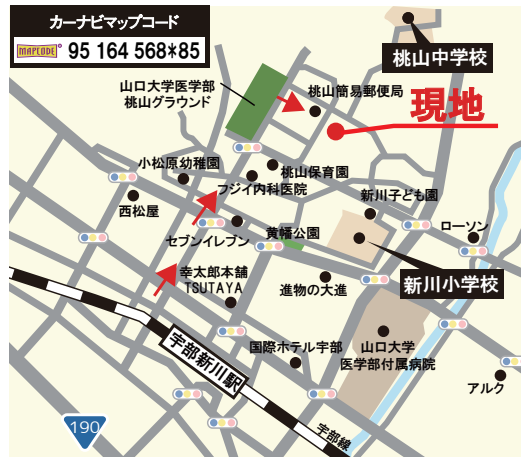 カーナビマップコード
MAPCODE® 95 164 568*85
桃山中学校
山口大学医学部
桃山グラウンド
桃山簡易郵便局
現地
小松原幼稚園
桃山保育園
フジイ内科医院
西松屋
新川子ども園
セブンイレブン
黄幡公園
ローソン
幸太郎本舗
TSUTAYA
進物の大進
新川小学校
宇部新川駅
国際ホテル宇部
山口大学
医学部付属病院
アルク
190
宇部線